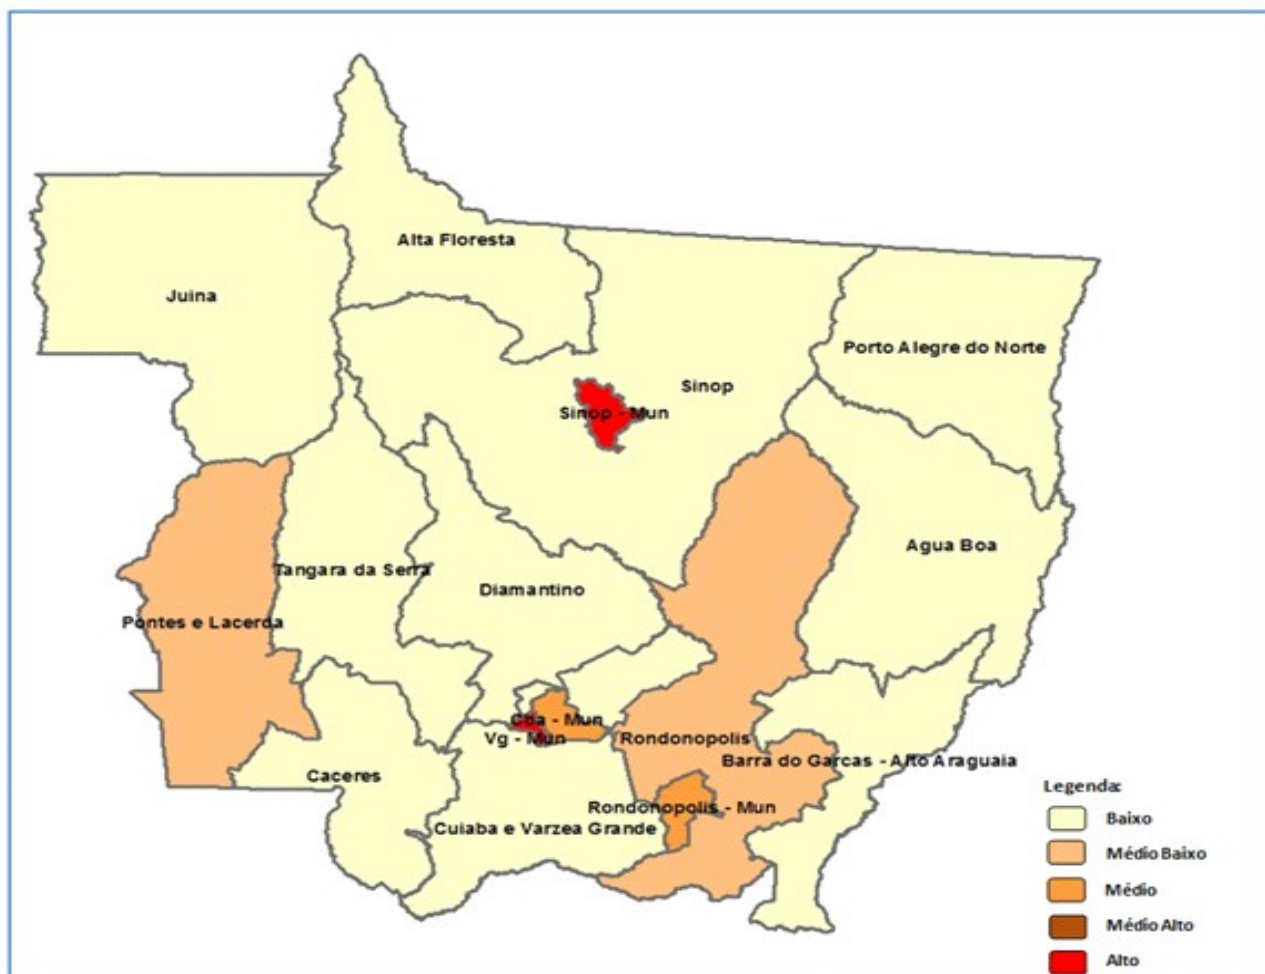 Alta Floresta
Juina
Porto Alegre do Norte
Sinop
Sinop - Mun
Agua Boa
Tangara da Serra
Diamantino
Pontes e Lacerda
Cba - Mun
Vg - Mun
Rondonopolis
Barra do Garcas - Alto Araguaia
Caceres
Rondonopolis - Mun
Cuiaba e Varzea Grande
Legenda:
Baixo
Médio Baixo
Médio
Médio Alto
Alto